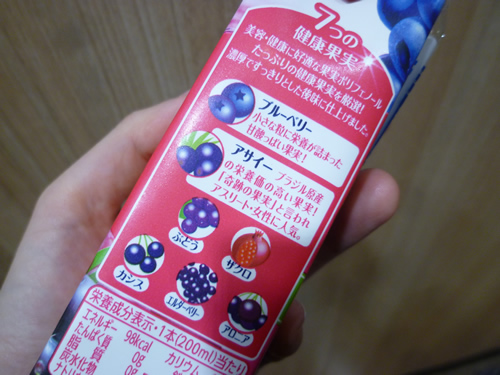 7つの
健康果実
美容・健康に好適な果実ポリフェノール
たっぷりの健康果実を厳選!
濃厚ですっきりとした後味に仕上げました。
ブルーベリー
小さな粒に栄養が詰まった
甘酸っぱい果実!
アサイー ブラジル原産
の栄養価の高い果実!
「奇跡の果実」と言われ
アスリート・女性に人気。
ぶどう
ザクロ
カシス
エルダーベリー
アロニア
栄養成分表示・1本(200ml)当たり
エネルギー 98kcal カリウム
たんぱく質 0g
脂質 0g
炭水化物